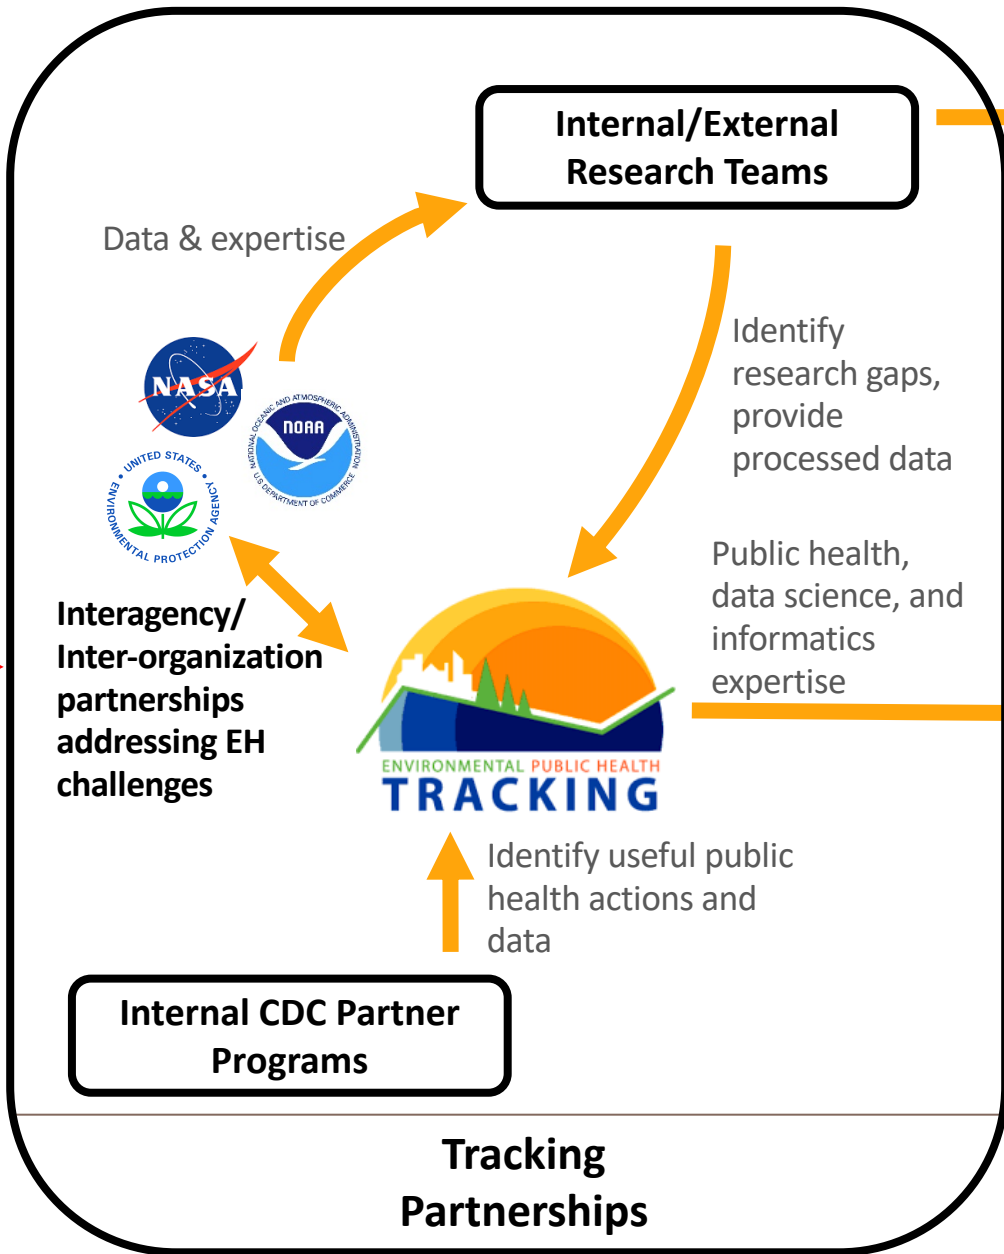 Internal/External
Research Teams
Data & expertise
Identify
research gaps,
provide
processed data
NASA
NATIONAL OCEANIC AND ATMOSPHERIC ADMINISTRATION
NOAA
U.S. DEPARTMENT OF COMMERCE
UNITED STATES
ENVIRONMENTAL PROTECTION AGENCY
Interagency/
Inter-organization
partnerships
addressing EH
challenges
Public health,
data science, and
informatics
expertise
ENVIRONMENTAL PUBLIC HEALTH
TRACKING
Identify useful public
health actions and
data
Internal CDC Partner
Programs
Tracking
Partnerships